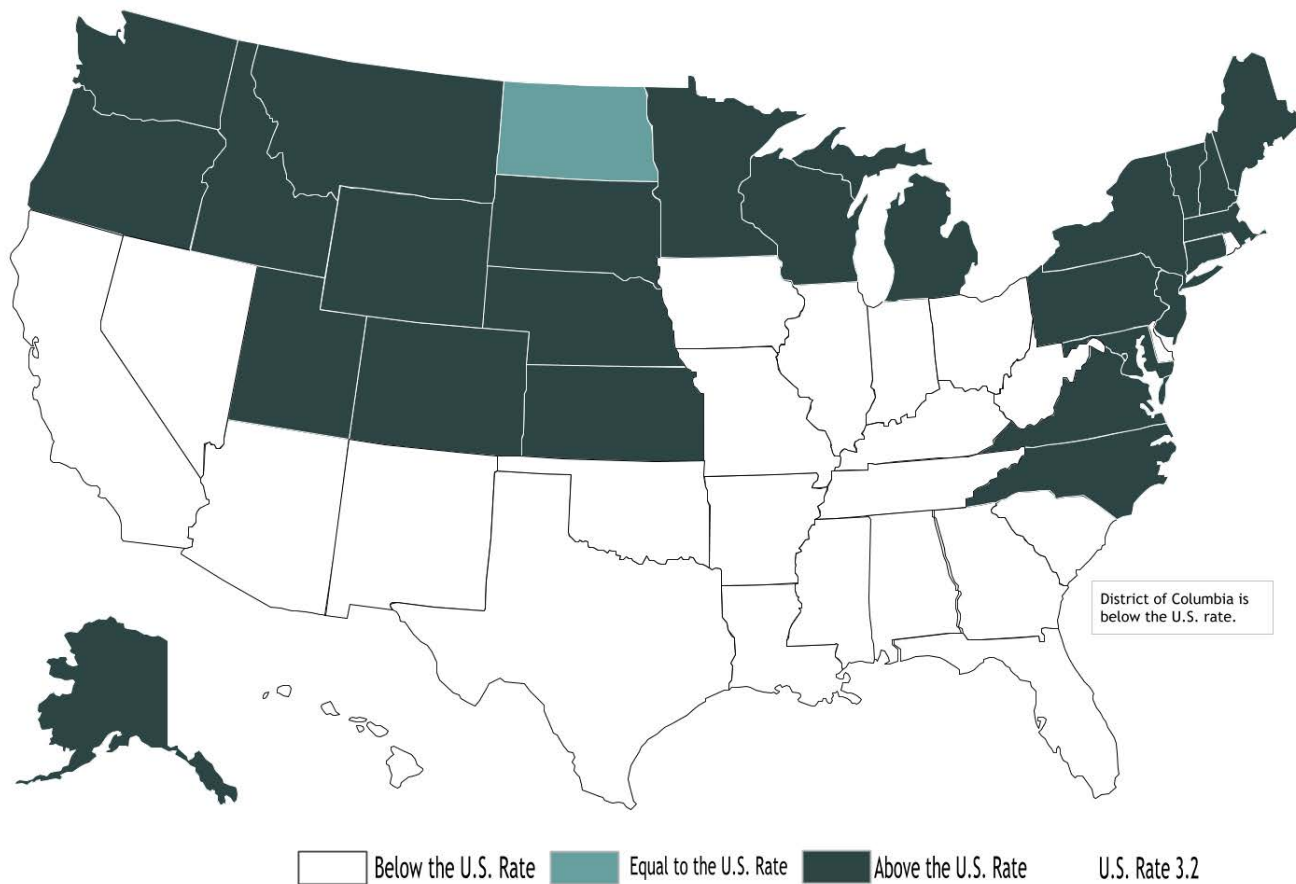 District of Columbia is
below the U.S. rate.
Below the U.S. Rate
Equal to the U.S. Rate
Above the U.S. Rate
U.S. Rate 3.2